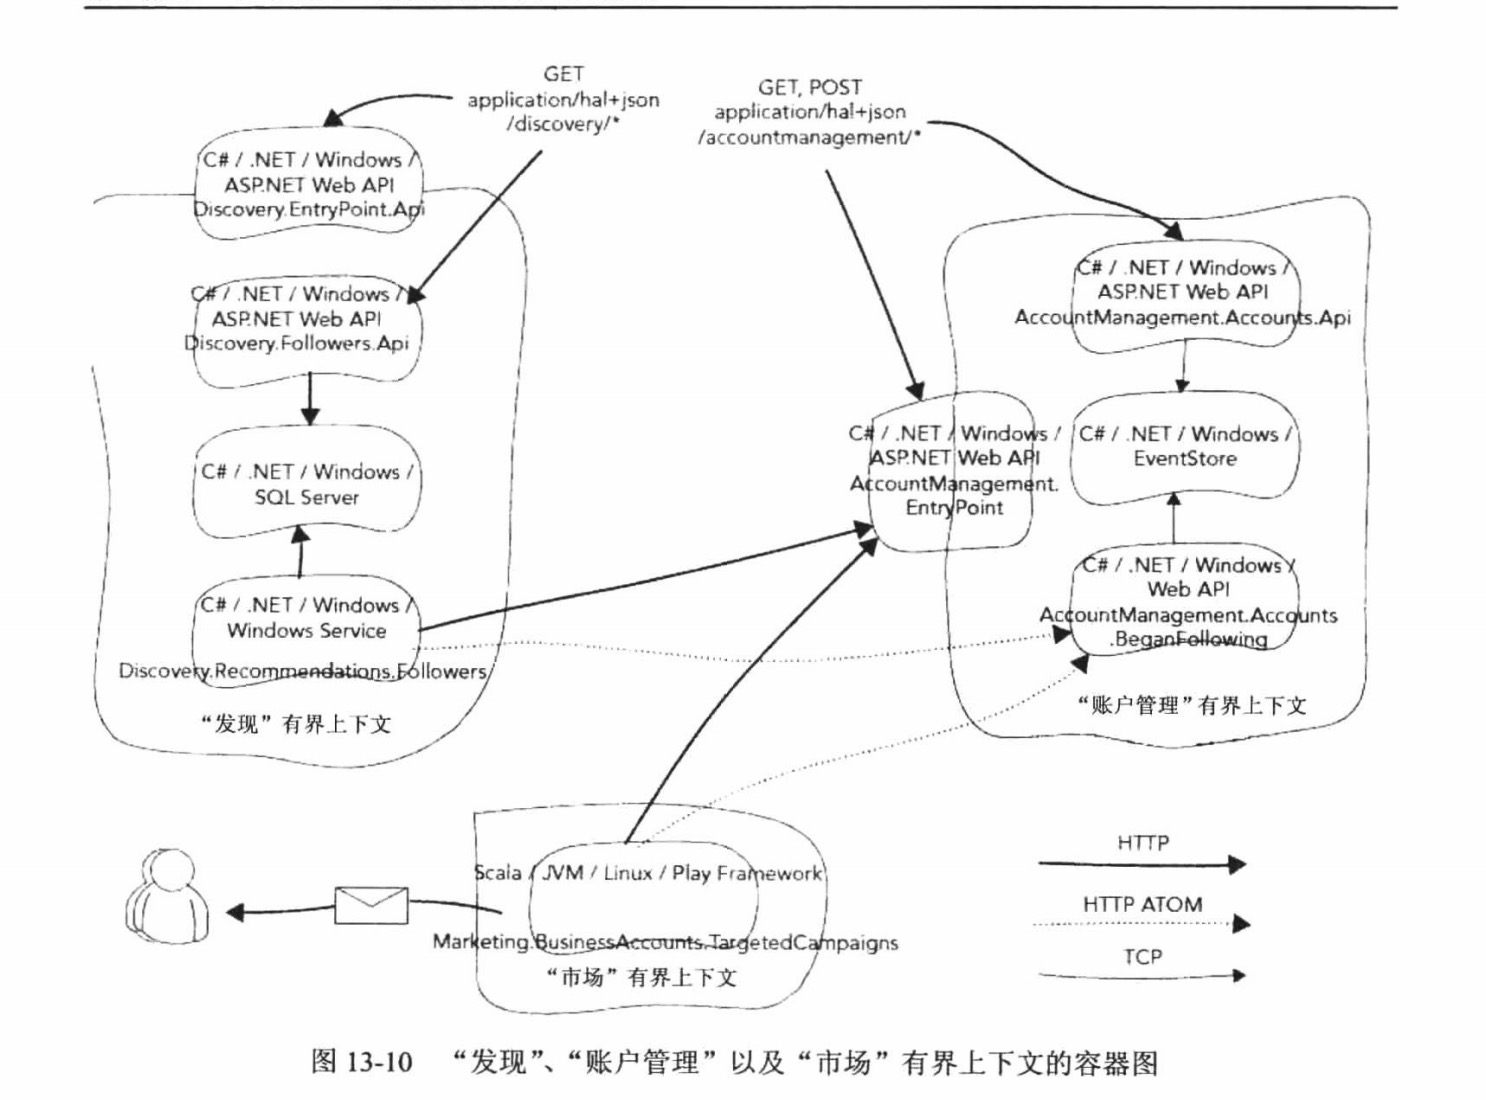 GET
application/hal+json
/discovery/*
GET, POST
application/hal+json
/accountmanagement/*
C# / .NET / Windows /
ASP.NET Web API
Discovery.EntryPoint.Api
C# / .NET / Windows /
ASP.NET Web API
Discovery.Followers.Api
C# / .NET / Windows /
SQL Server
C# / .NET / Windows /
Windows Service
Discovery.Recommendations.Followers
“发现”有界上下文
C# / .NET / Windows /
ASP.NET Web API
AccountManagement.
EntryPoint
C# / .NET / Windows /
ASP.NET Web API
AccountManagement.Accounts.Api
C# / .NET / Windows /
EventStore
C# / .NET / Windows /
Web API
AccountManagement.Accounts
.BeganFollowing
“账户管理”有界上下文
Scala / JVM / Linux / Play Framework
Marketing.BusinessAccounts.TargetedCampaigns
“市场”有界上下文
HTTP
HTTP ATOM
TCP
图 13-10 “发现”、“账户管理”以及“市场”有界上下文的容器图